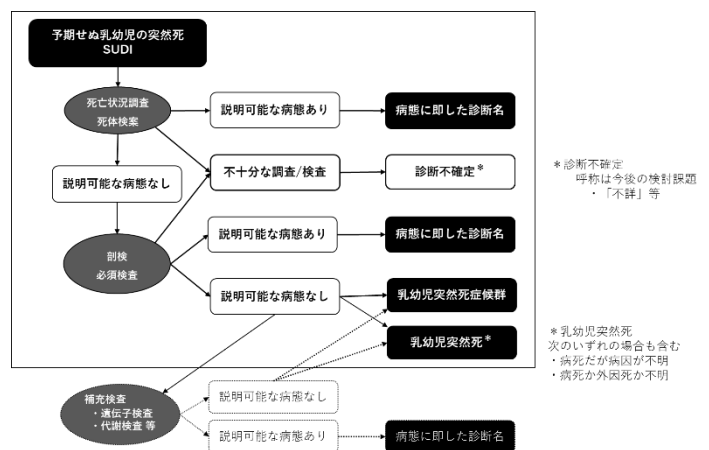 予期せぬ乳幼児の突然死
SUDI
死亡状況調査
死体検案
説明可能な病態あり
病態に即した診断名
不十分な調査/検査
診断不確定*
説明可能な病態なし
剖検
必須検査
説明可能な病態あり
病態に即した診断名
説明可能な病態なし
乳幼児突然死症候群
乳幼児突然死*
補充検査
・遺伝子検査
・代謝検査 等
説明可能な病態なし
説明可能な病態あり
病態に即した診断名
*診断不確定
呼称は今後の検討課題
・「不詳」等
*乳幼児突然死
次のいずれの場合も含む
・病死だが病因が不明
・病死か外因死か不明